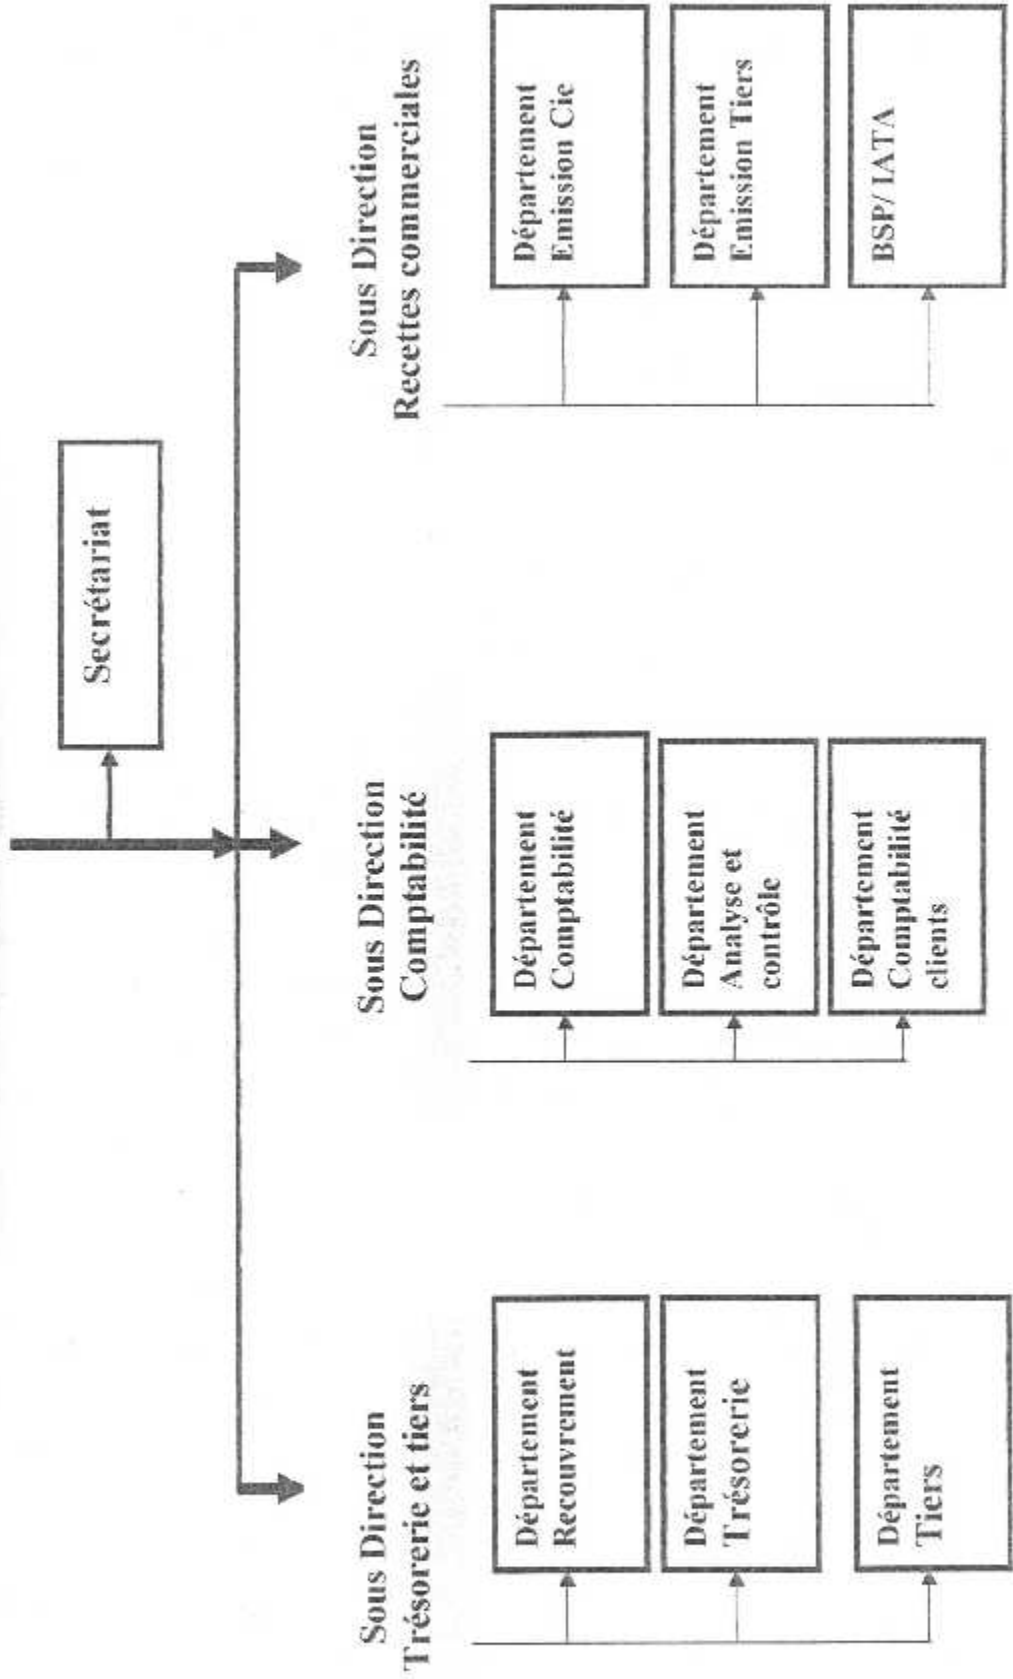 Secrétariat
Sous Direction
Trésorerie et tiers
Département
Recouvrement
Département
Trésorerie
Département
Tiers
Sous Direction
Comptabilité
Département
Comptabilité
Département
Analyse et
contrôle
Département
Comptabilité
clients
Sous Direction
Recettes commerciales
Département
Emission Cie
Département
Emission Tiers
BSP/ IATA